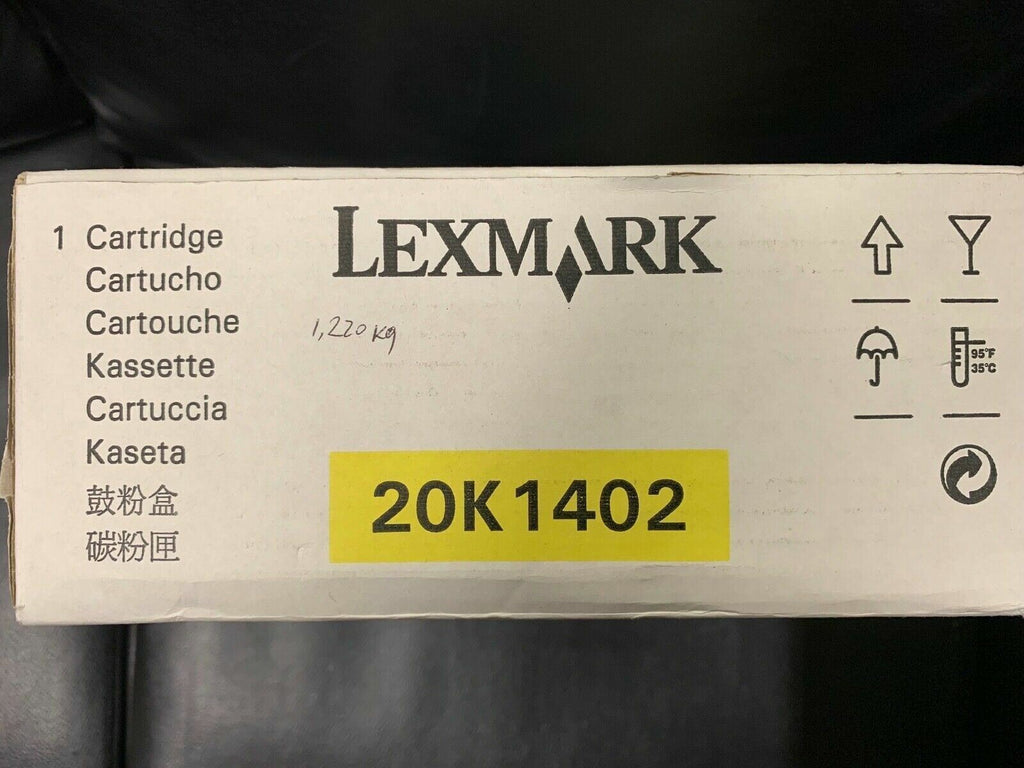 1 Cartridge
Cartucho
Cartouche
Kassette
Cartuccia
Kaseta
鼓粉盒
碳粉匣
LEXMARK
1,220 kg
20K1402
95°F
35°C